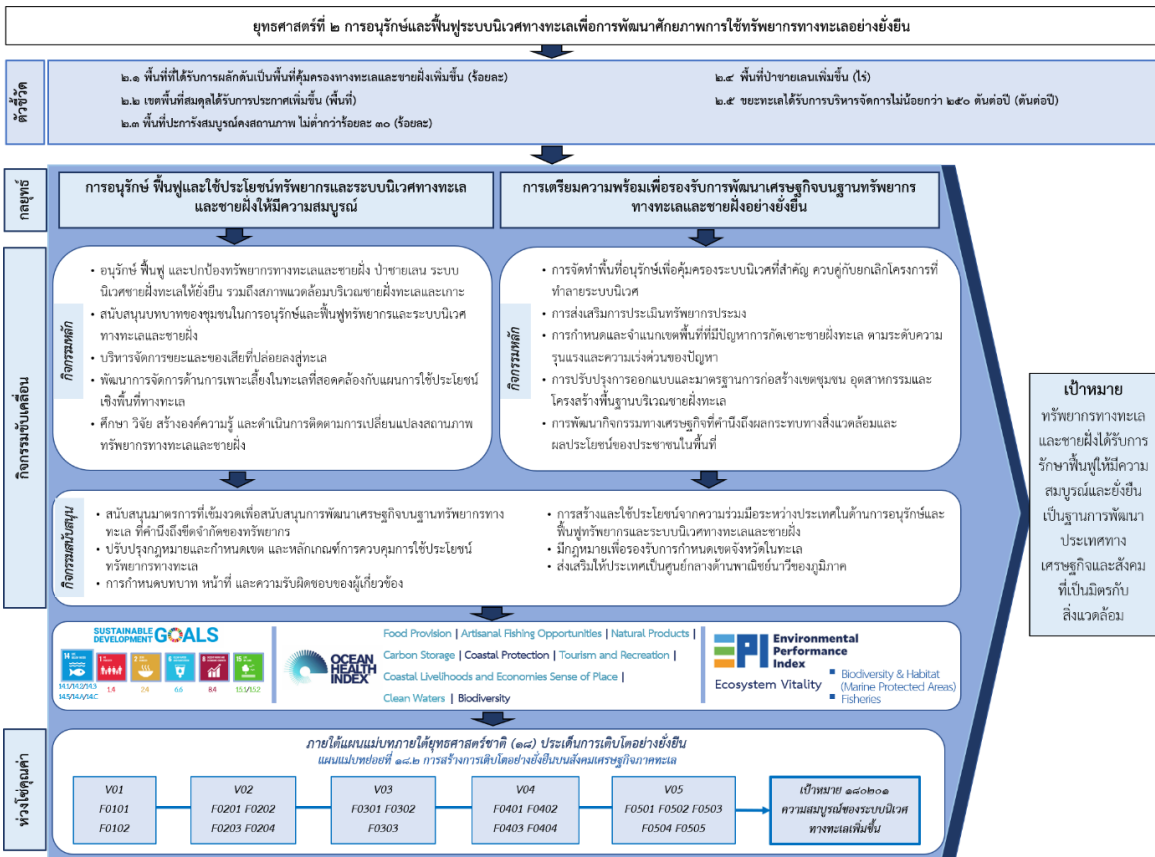 ยุทธศาสตร์ที่ ๒ การอนุรักษ์และฟื้นฟูระบบนิเวศทางทะเลเพื่อการพัฒนาศักยภาพการใช้ทรัพยากรทางทะเลอย่างยั่งยืน
ตัวชี้วัด
๒.๑ พื้นที่ที่ได้รับการผลักดันเป็นพื้นที่คุ้มครองทางทะเลและชายฝั่งเพิ่มขึ้น (ร้อยละ)
๒.๒ เขตพื้นที่สมดุลได้รับการประกาศเพิ่มขึ้น (พื้นที่)
๒.๓ พื้นที่ปะการังสมบูรณ์คงสถานภาพ ไม่ต่ำกว่าร้อยละ ๓๐ (ร้อยละ)
๒.๔ พื้นที่ป่าชายเลนเพิ่มขึ้น (ไร่)
๒.๕ ขยะทะเลได้รับการบริหารจัดการไม่น้อยกว่า ๒๕๐ ตันต่อปี (ตันต่อปี)
กลยุทธ์
การอนุรักษ์ ฟื้นฟูและใช้ประโยชน์ทรัพยากรและระบบนิเวศทางทะเล
และชายฝั่งให้มีความสมบูรณ์
การเตรียมความพร้อมเพื่อรองรับการพัฒนาเศรษฐกิจบนฐานทรัพยากร
ทางทะเลและชายฝั่งอย่างยั่งยืน
กิจกรรมขับเคลื่อน
กิจกรรมหลัก
• อนุรักษ์ ฟื้นฟู และปกป้องทรัพยากรทางทะเลและชายฝั่ง ป่าชายเลน ระบบ
นิเวศชายฝั่งทะเลให้ยั่งยืน รวมถึงสภาพแวดล้อมบริเวณชายฝั่งทะเลและเกาะ
• สนับสนุนบทบาทของชุมชนในการอนุรักษ์และฟื้นฟูทรัพยากรและระบบนิเวศ
ทางทะเลและชายฝั่ง
• บริหารจัดการขยะและของเสียที่ปล่อยลงสู่ทะเล
• พัฒนาการจัดการด้านการเพาะเลี้ยงในทะเลที่สอดคล้องกับแผนการใช้ประโยชน์
เชิงพื้นที่ทางทะเล
• ศึกษา วิจัย สร้างองค์ความรู้ และดำเนินการติดตามการเปลี่ยนแปลงสถานภาพ
ทรัพยากรทางทะเลและชายฝั่ง
กิจกรรมหลัก
• การจัดทำพื้นที่อนุรักษ์เพื่อคุ้มครองระบบนิเวศที่สำคัญ ควบคู่กับยกเลิกโครงการที่
ทำลายระบบนิเวศ
• การส่งเสริมการประเมินทรัพยากรประมง
• การกำหนดและจำแนกเขตพื้นที่ที่มีปัญหาการกัดเซาะชายฝั่งทะเล ตามระดับความ
รุนแรงและความเร่งด่วนของปัญหา
• การปรับปรุงการออกแบบและมาตรฐานการก่อสร้างเขตชุมชน อุตสาหกรรมและ
โครงสร้างพื้นฐานบริเวณชายฝั่งทะเล
• การพัฒนากิจกรรมทางเศรษฐกิจที่คำนึงถึงผลกระทบทางสิ่งแวดล้อมและ
ผลประโยชน์ของประชาชนในพื้นที่
กิจกรรมสนับสนุน
• สนับสนุนมาตรการที่เข้มงวดเพื่อสนับสนุนการพัฒนาเศรษฐกิจบนฐานทรัพยากรทาง
ทะเล ที่คำนึงถึงขีดจำกัดของทรัพยากร
• ปรับปรุงกฎหมายและกำหนดเขต และหลักเกณฑ์การควบคุมการใช้ประโยชน์
ทรัพยากรทางทะเล
• การกำหนดบทบาท หน้าที่ และความรับผิดชอบของผู้เกี่ยวข้อง
• การสร้างและใช้ประโยชน์จากความร่วมมือระหว่างประเทศในด้านการอนุรักษ์และ
ฟื้นฟูทรัพยากรและระบบนิเวศทางทะเลและชายฝั่ง
• มีกฎหมายเพื่อรองรับการกำหนดเขตจังหวัดในทะเล
• ส่งเสริมให้ประเทศเป็นศูนย์กลางด้านพาณิชย์นาวีของภูมิภาค
เป้าหมาย
ทรัพยากรทางทะเล
และชายฝั่งได้รับการ
รักษาฟื้นฟูให้มีความ
สมบูรณ์และยั่งยืน
เป็นฐานการพัฒนา
ประเทศทาง
เศรษฐกิจและสังคม
ที่เป็นมิตรกับ
สิ่งแวดล้อม
SUSTAINABLE DEVELOPMENT GOALS
14 1 2 6 8 15
14.1/14.2/14.3
14.5/14.A/14.C
1.4 2.4 6.6 8.4 15.1/15.2
OCEAN
HEALTH
INDEX
Food Provision | Artisanal Fishing Opportunities | Natural Products |
Carbon Storage | Coastal Protection | Tourism and Recreation |
Coastal Livelihoods and Economies Sense of Place |
Clean Waters | Biodiversity
EPI Environmental
Performance
Index
Ecosystem Vitality
▪ Biodiversity & Habitat
(Marine Protected Areas)
▪ Fisheries
ห่วงโซ่คุณค่า
ภายใต้แผนแม่บทภายใต้ยุทธศาสตร์ชาติ (๑๘) ประเด็นการเติบโตอย่างยั่งยืน
แผนแม่บทย่อยที่ ๑๘.๒ การสร้างการเติบโตอย่างยั่งยืนบนสังคมเศรษฐกิจภาคทะเล
V01
F0101
F0102
V02
F0201 F0202
F0203 F0204
V03
F0301 F0302
F0303
V04
F0401 F0402
F0403 F0404
V05
F0501 F0502 F0503
F0504 F0505
เป้าหมาย ๑๘๐๒๐๑
ความสมบูรณ์ของระบบนิเวศ
ทางทะเลเพิ่มขึ้น